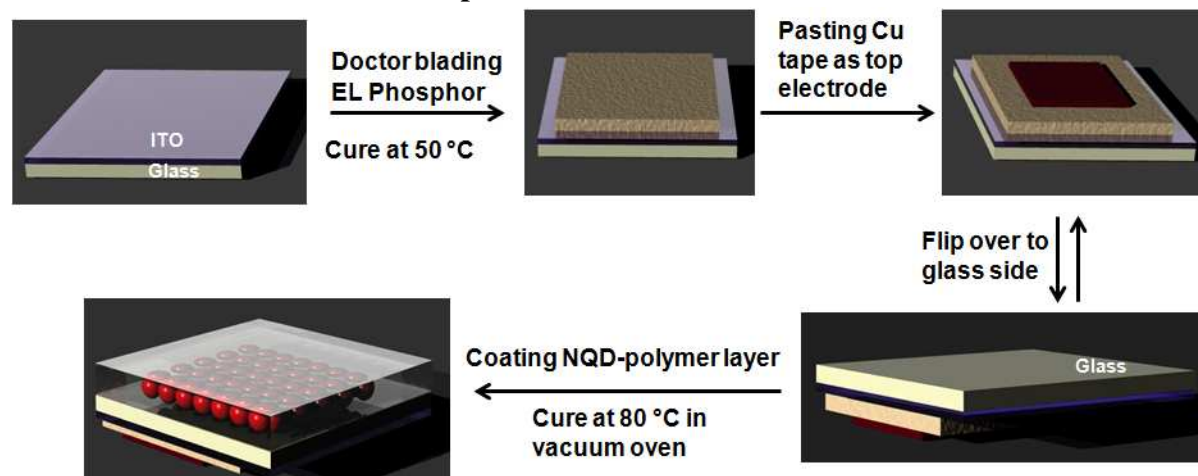 Doctor blading
EL Phosphor
Cure at 50 °C
Pasting Cu
tape as top
electrode
ITO
Glass
Flip over to
glass side
Glass
Coating NQD-polymer layer
Cure at 80 °C in
vacuum oven